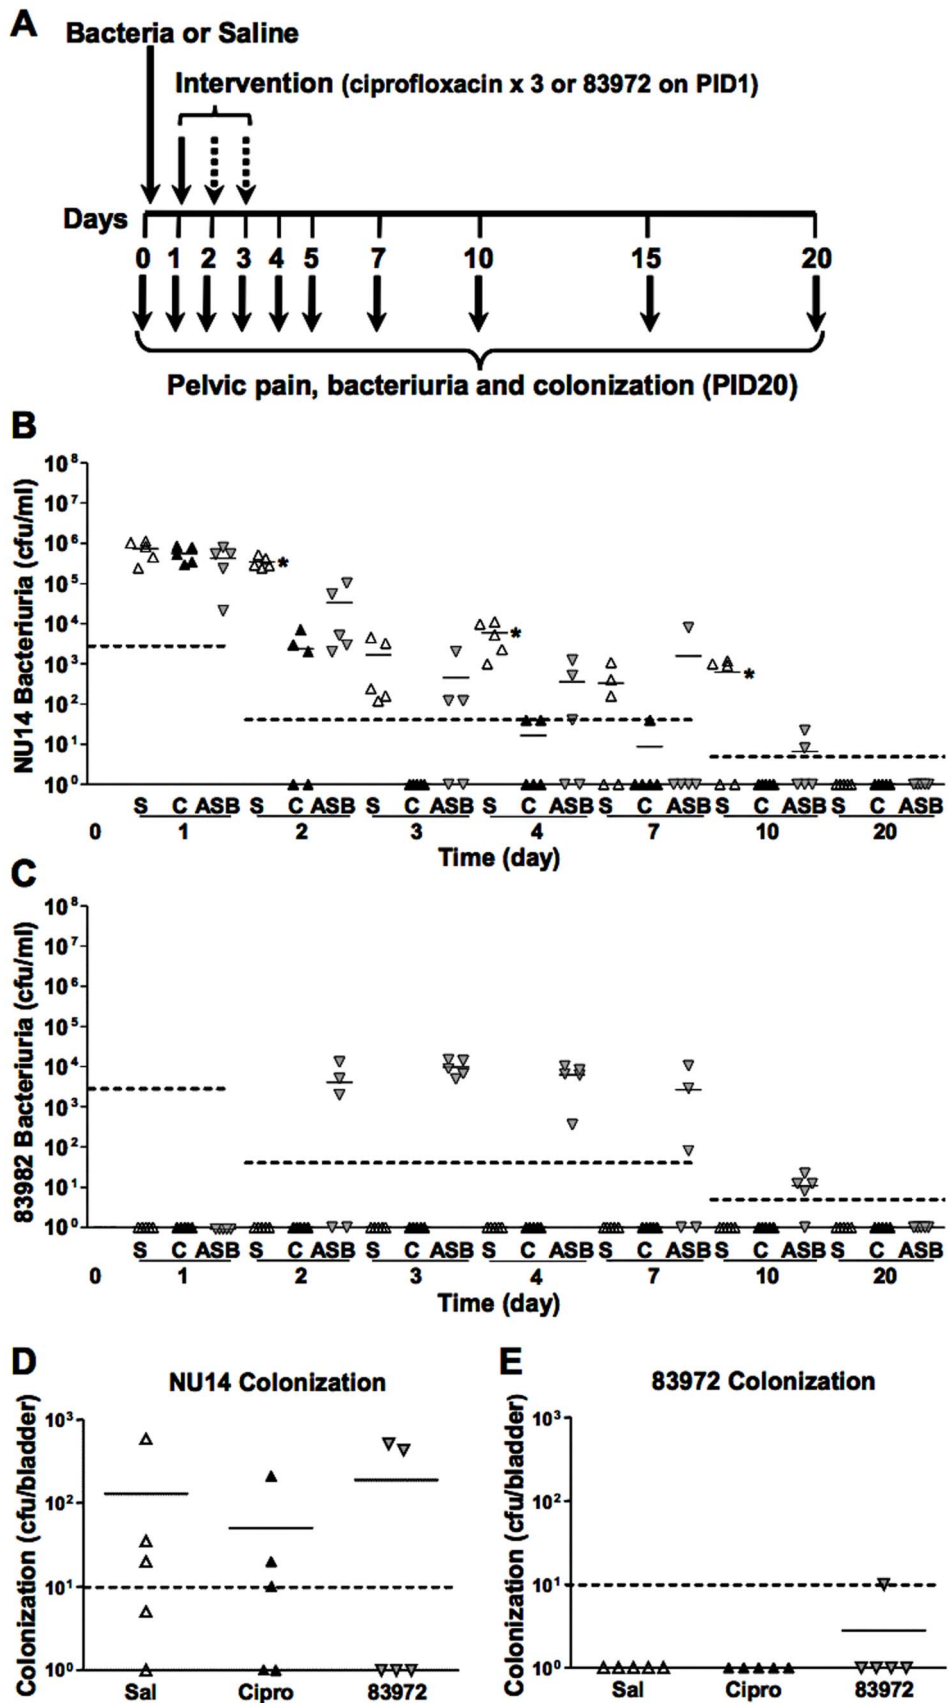 A
Bacteria or Saline
Intervention (ciprofloxacin x 3 or 83972 on PID1)
Days
0 1 2 3 4 5 7 10 15 20
Pelvic pain, bacteriuria and colonization (PID20)
B
NU14 Bacteriuria (cfu/ml)
10⁸
10⁷
10⁶
10⁵
10⁴
10³
10²
10¹
10⁰
* * *
S C ASB S C ASB S C ASB S C ASB S C ASB S C ASB S C ASB
0 1 2 3 4 7 10 20
Time (day)
C
83982 Bacteriuria (cfu/ml)
10⁸
10⁷
10⁶
10⁵
10⁴
10³
10²
10¹
10⁰
S C ASB S C ASB S C ASB S C ASB S C ASB S C ASB S C ASB
0 1 2 3 4 7 10 20
Time (day)
D
NU14 Colonization
Colonization (cfu/bladder)
10³
10²
10¹
10⁰
Sal Cipro 83972
E
83972 Colonization
Colonization (cfu/bladder)
10³
10²
10¹
10⁰
Sal Cipro 83972